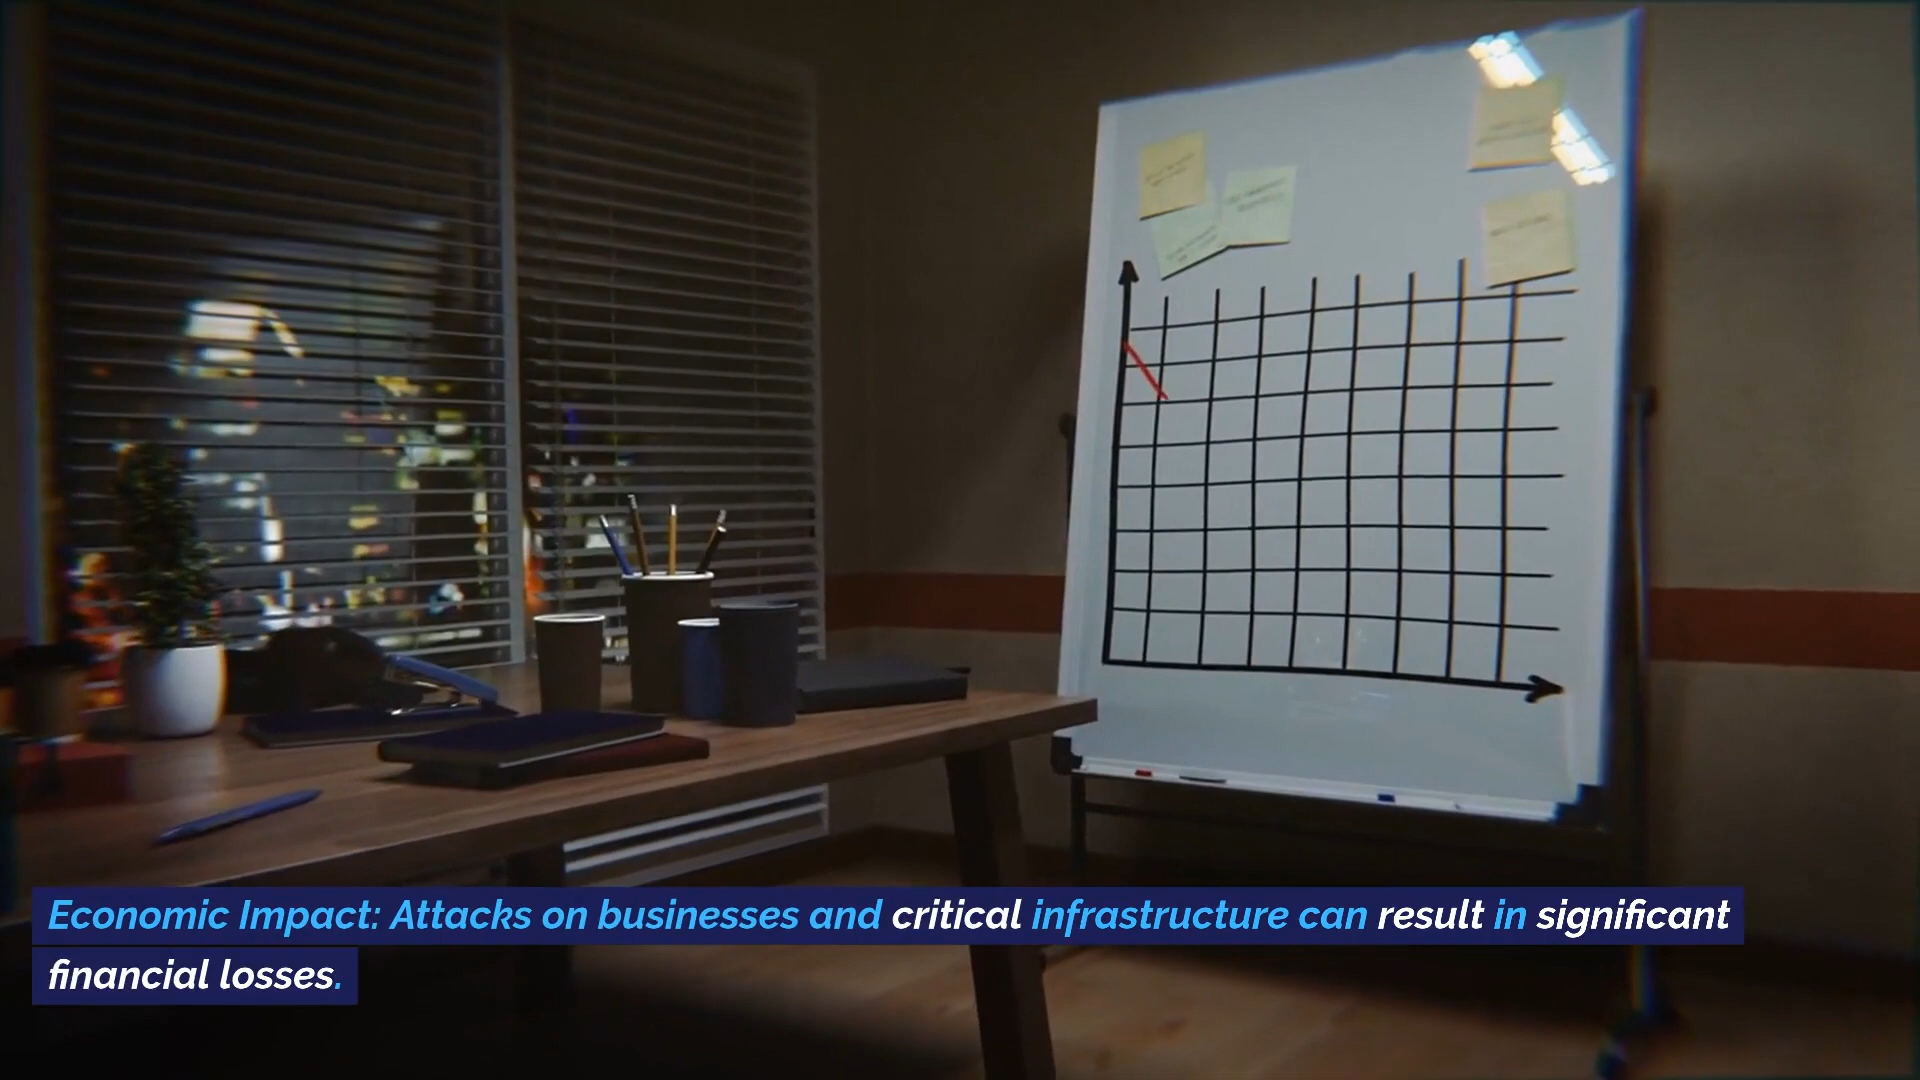 Economic Impact: Attacks on businesses and critical infrastructure can result in significant
financial losses.